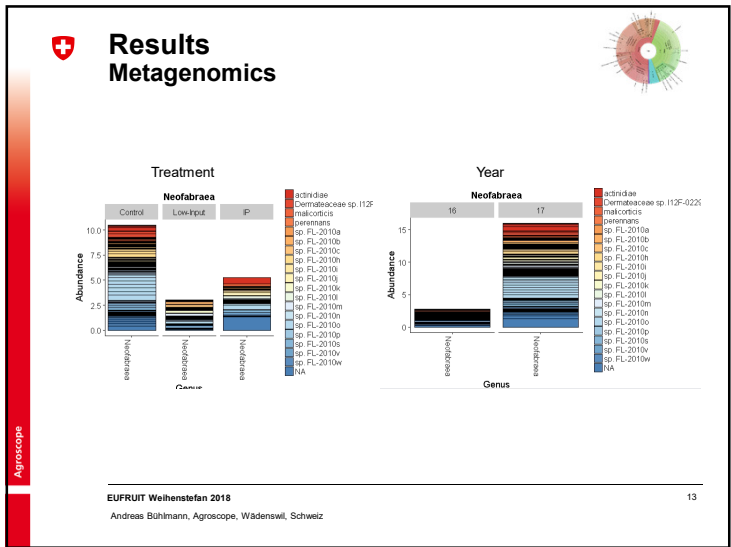 Results
Metagenomics
Treatment
Neofabraea
Control
Low-Input
IP
Abundance
10.0
7.5
5.0
2.5
0.0
Neofabraea
Neofabraea
Neofabraea
Genus
actinidiae
Dermateaceae sp. I12F
malicorticis
perennans
sp. FL-2010a
sp. FL-2010b
sp. FL-2010c
sp. FL-2010h
sp. FL-2010i
sp. FL-2010j
sp. FL-2010k
sp. FL-2010l
sp. FL-2010m
sp. FL-2010n
sp. FL-2010o
sp. FL-2010p
sp. FL-2010s
sp. FL-2010v
sp. FL-2010w
NA
Year
Neofabraea
16
17
Abundance
15
10
5
0
Neofabraea
Neofabraea
Genus
actinidiae
Dermateaceae sp. I12F-0229
malicorticis
perennans
sp. FL-2010a
sp. FL-2010b
sp. FL-2010c
sp. FL-2010h
sp. FL-2010i
sp. FL-2010j
sp. FL-2010k
sp. FL-2010l
sp. FL-2010m
sp. FL-2010n
sp. FL-2010o
sp. FL-2010p
sp. FL-2010s
sp. FL-2010v
sp. FL-2010w
NA
Agroscope
EUFRUIT Weihenstefan 2018
13
Andreas Bühlmann, Agroscope, Wädenswil, Schweiz